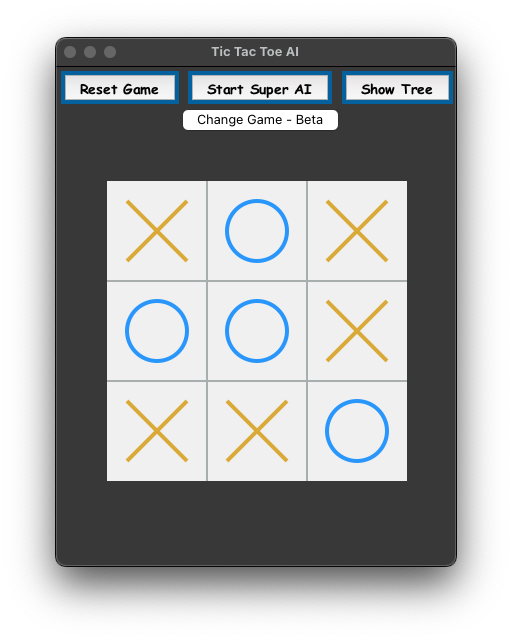 Tic Tac Toe AI
Reset Game Start Super AI Show Tree
Change Game - Beta